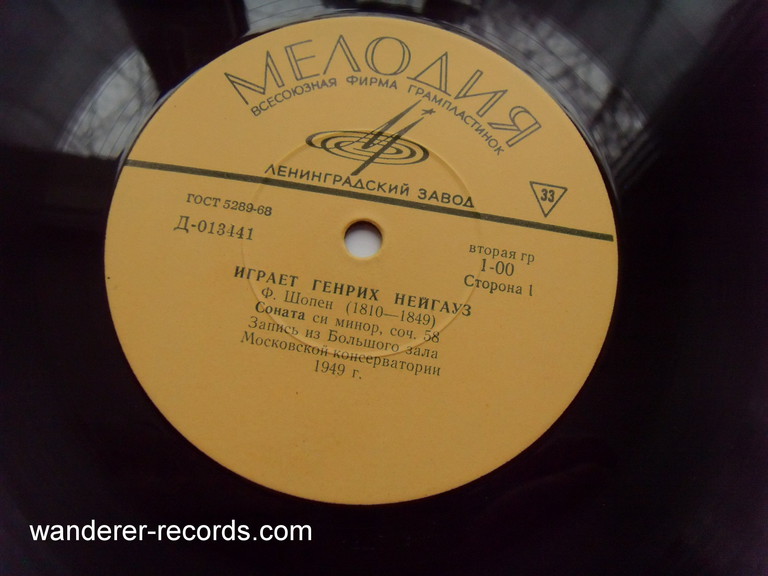 МЕЛОДИЯ
ВСЕСОЮЗНАЯ ФИРМА ГРАМПЛАСТИНОК
ЛЕНИНГРАДСКИЙ ЗАВОД
33
ГОСТ 5289-68
Д-013441
вторая гр
1-00
Сторона 1
ИГРАЕТ ГЕНРИХ НЕЙГАУЗ
Ф. Шопен (1810—1849)
Соната си минор, соч. 58
Запись из Большого зала
Московской консерватории
1949 г.
wanderer-records.com